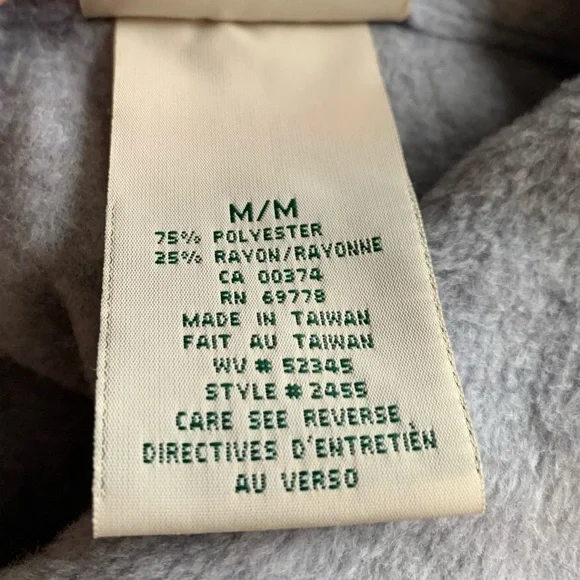 M/M
75% POLYESTER
25% RAYON/RAYONNE
CA 00374
RN 69778
MADE IN TAIWAN
FAIT AU TAIWAN
WV # 52345
STYLE # 2455
CARE SEE REVERSE
DIRECTIVES D'ENTRETIÈN
AU VERSO